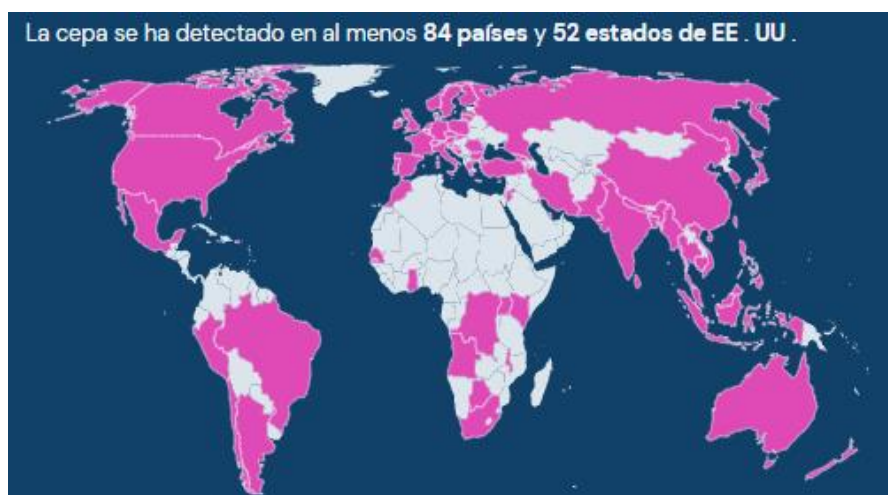 La cepa se ha detectado en al menos 84 países y 52 estados de EE . UU .